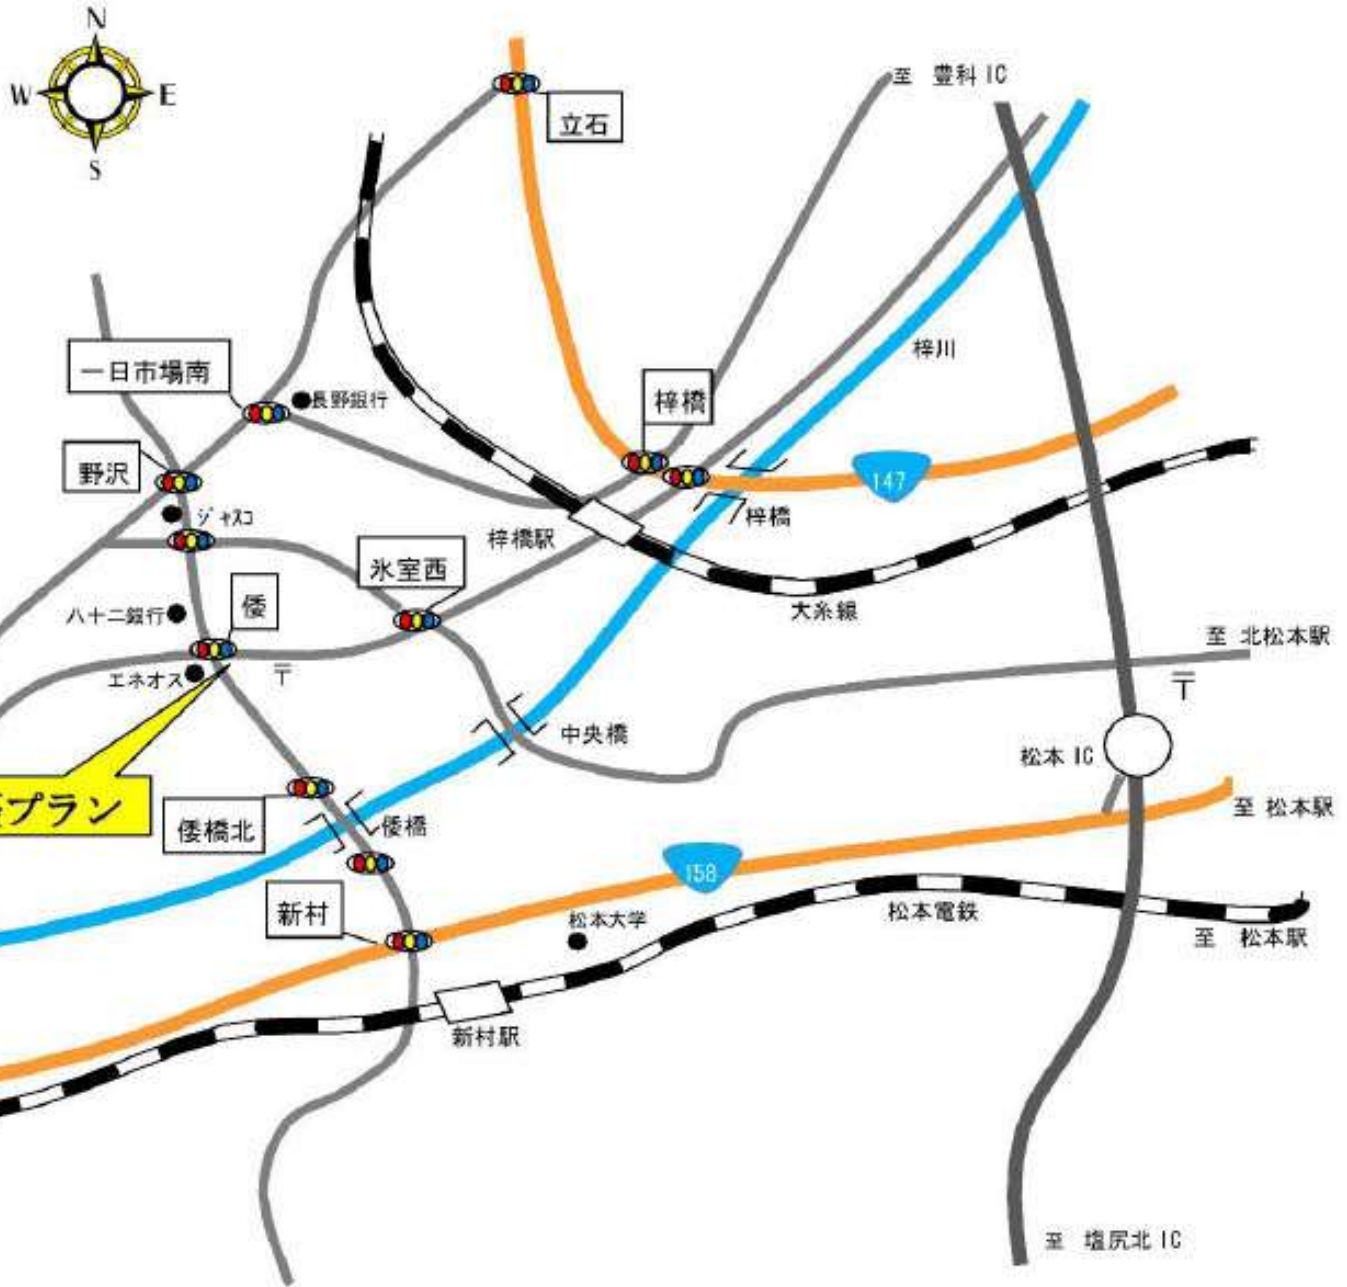 N
W
E
S
至 豊科 IC
立石
梓川
一日市場南
長野銀行
梓橋
野沢
147
ジャスコ
梓橋
梓橋駅
氷室西
倭
八十二銀行
大糸線
至 北松本駅
〒
エネオス
〒
中央橋
松本 IC
プラン
至 松本駅
倭橋北
倭橋
158
新村
松本大学
松本電鉄
至 松本駅
新村駅
至 塩尻北 IC